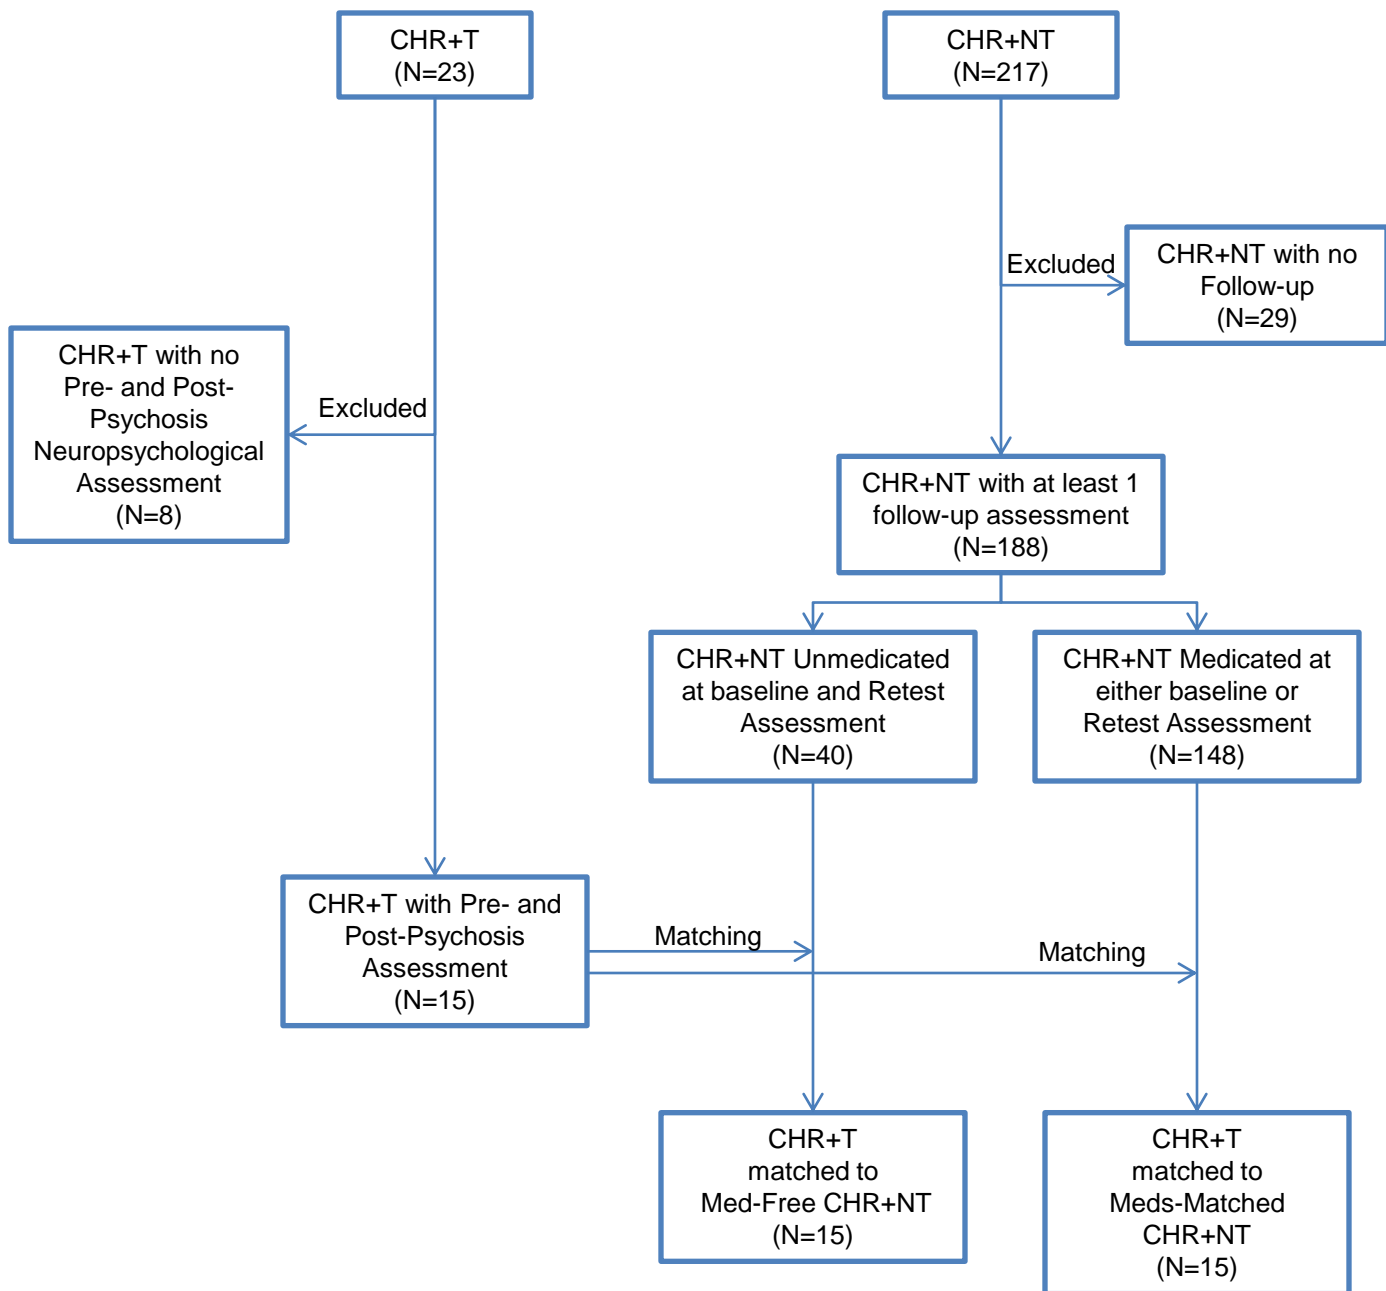 CHR+T
(N=23)
CHR+NT
(N=217)
Excluded
CHR+NT with no
Follow-up
(N=29)
CHR+T with no
Pre- and Post-
Psychosis
Neuropsychological
Assessment
(N=8)
Excluded
CHR+NT with at least 1
follow-up assessment
(N=188)
CHR+NT Unmedicated
at baseline and Retest
Assessment
(N=40)
CHR+NT Medicated at
either baseline or
Retest Assessment
(N=148)
CHR+T with Pre- and
Post-Psychosis
Assessment
(N=15)
Matching
Matching
CHR+T
matched to
Med-Free CHR+NT
(N=15)
CHR+T
matched to
Meds-Matched
CHR+NT
(N=15)